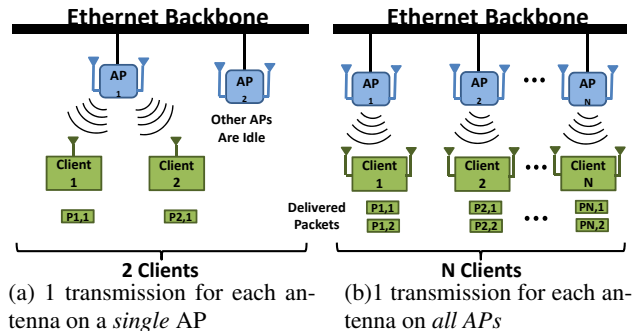 Ethernet Backbone
AP
1
AP
2
Other APs
Are Idle
Client
1
Client
2
P1,1
P2,1
2 Clients
(a) 1 transmission for each an-
tenna on a single AP
Ethernet Backbone
AP
1
AP
2
•••
AP
N
Client
1
Client
2
•••
Client
N
Delivered
Packets
P1,1
P2,1
PN,1
P1,2
P2,2
•••
PN,2
N Clients
(b)1 transmission for each an-
tenna on all APs